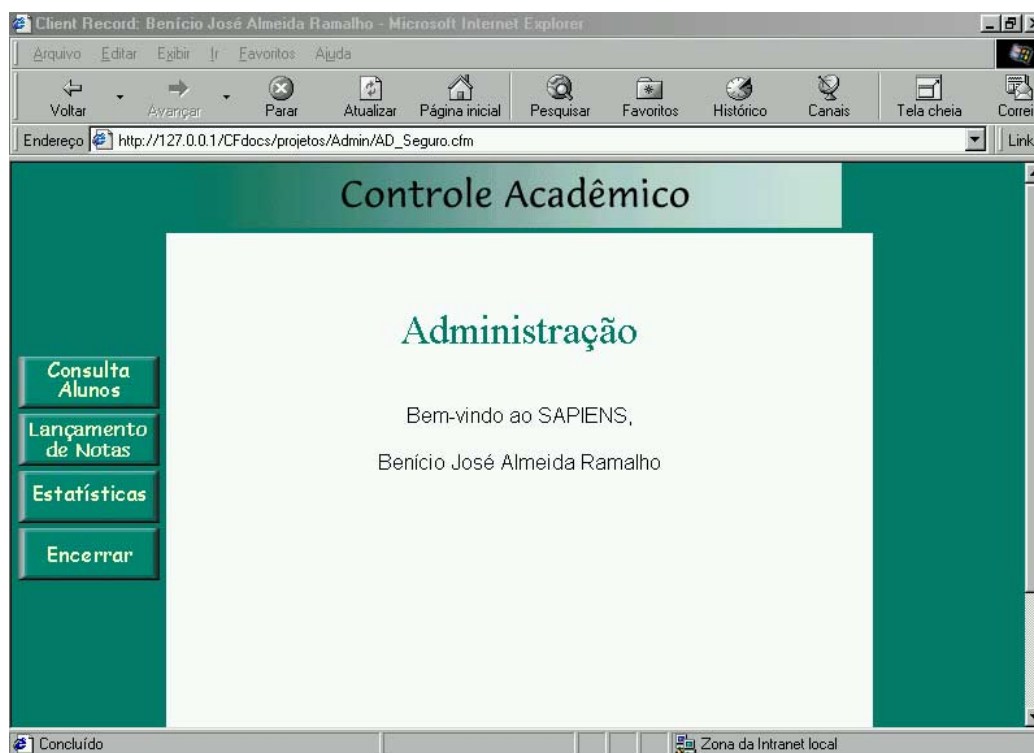 Client Record: Benício José Almeida Ramalho - Microsoft Internet Explorer
Arquivo Editar Exibir Ir Favoritos Ajuda
Voltar Avançar Parar Atualizar Página inicial Pesquisar Favoritos Histórico Canais Tela cheia Correi
Endereço http://127.0.0.1/CFdocs/projetos/Admin/AD_Seguro.cfm Link
Controle Acadêmico
Administração
Consulta
Alunos
Bem-vindo ao SAPIENS,
Lançamento
de Notas
Benício José Almeida Ramalho
Estatísticas
Encerrar
Concluído Zona da Intranet local